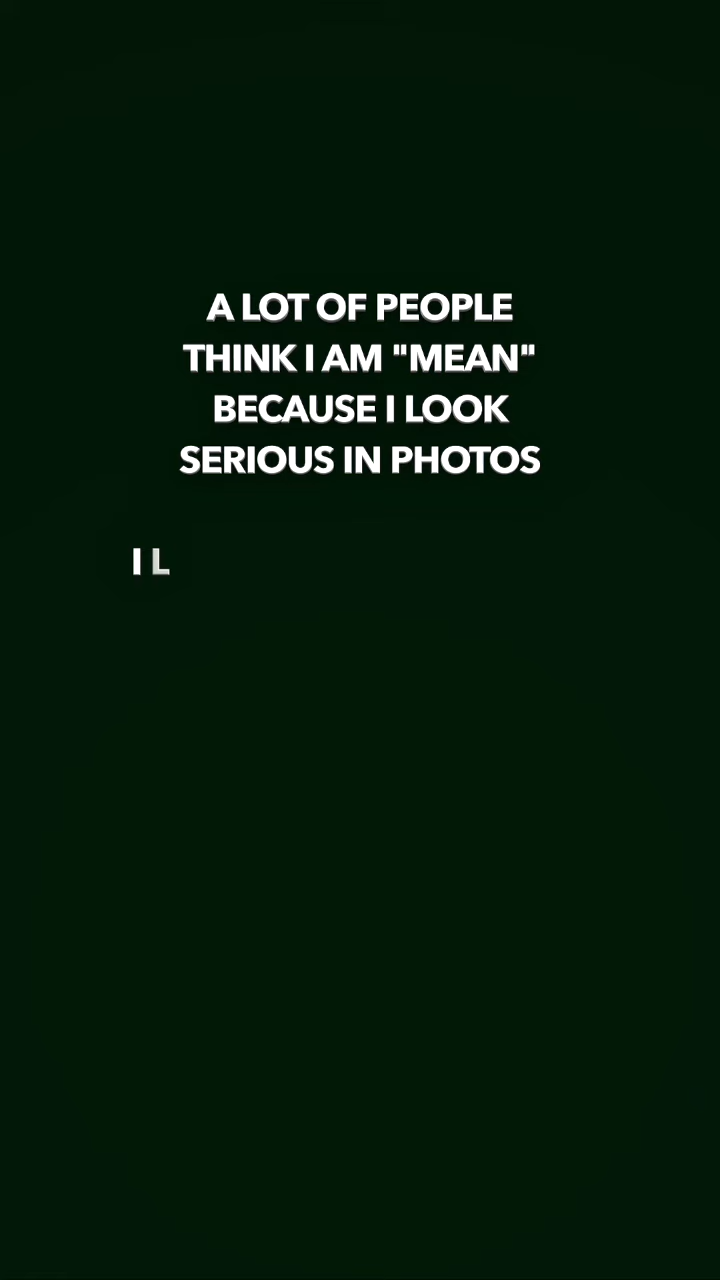 A LOT OF PEOPLE
THINK I AM "MEAN"
BECAUSE I LOOK
SERIOUS IN PHOTOS
I L